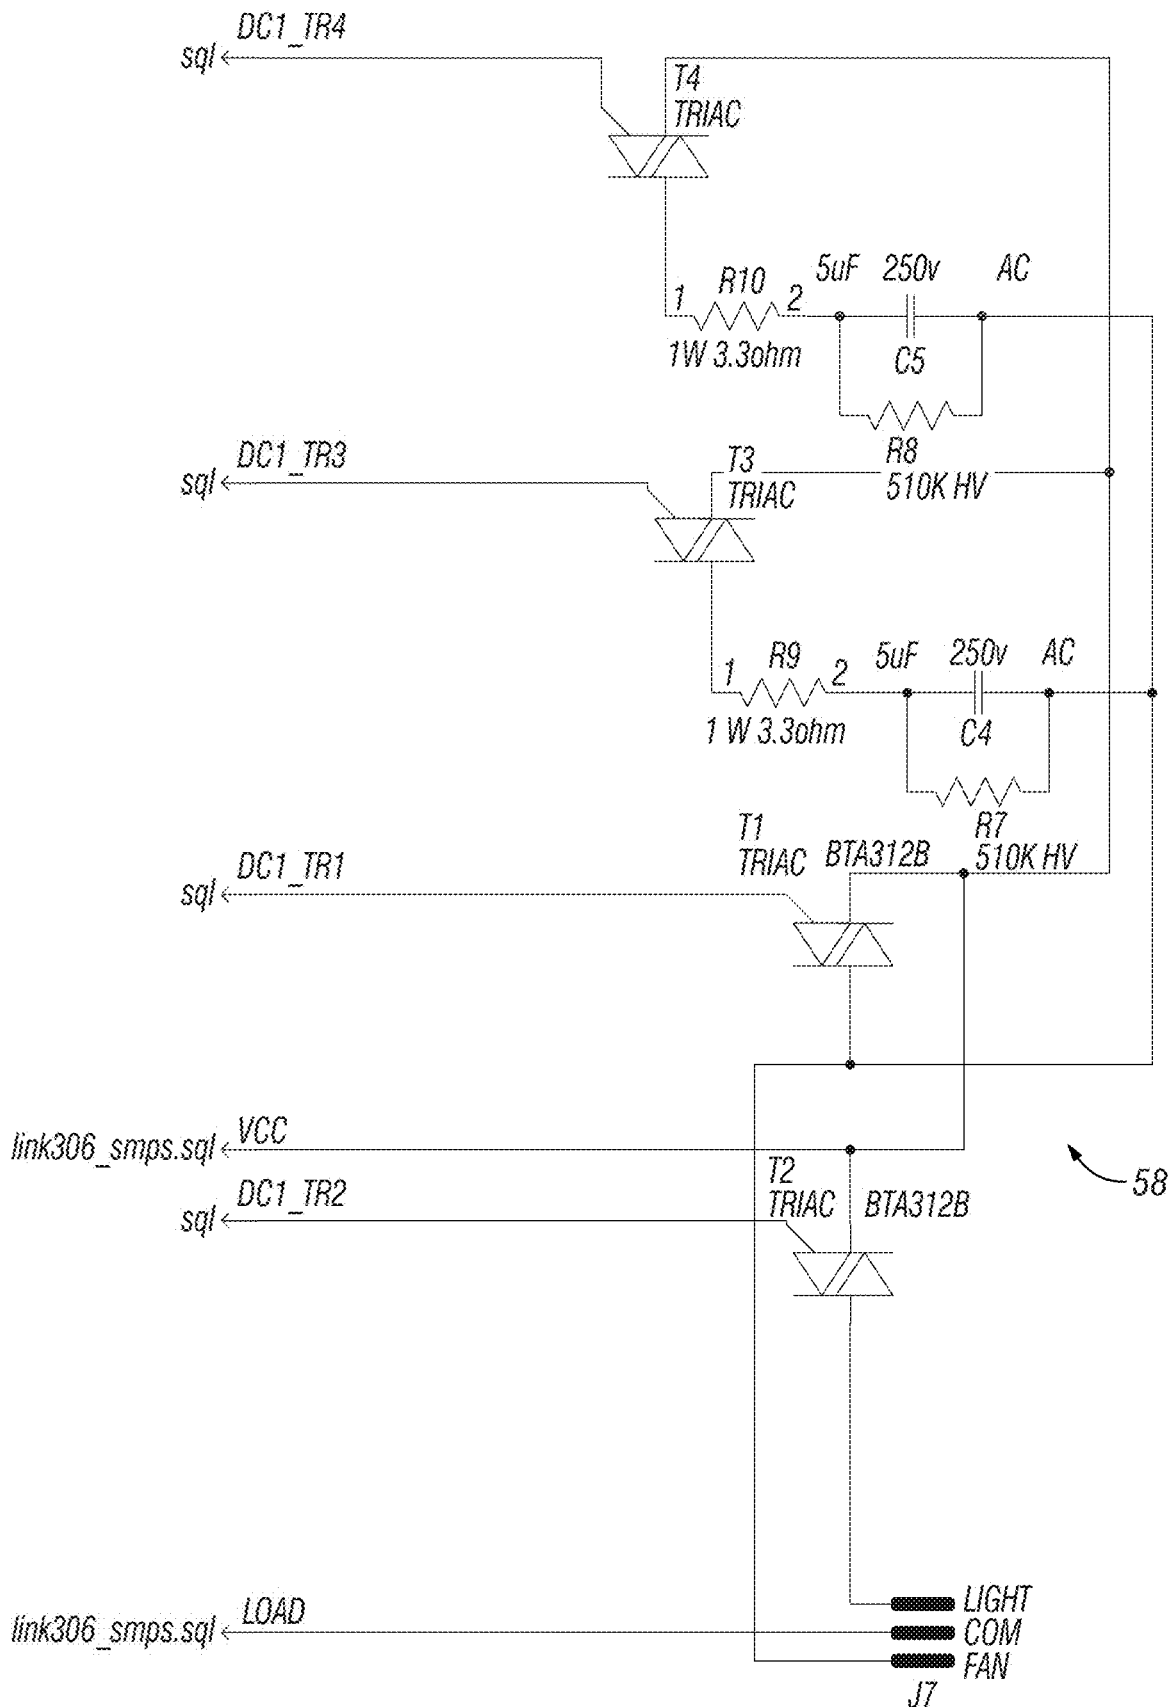 DC1_TR4
sql
T4
TRIAC
5uF 250v AC
1 R10 2
1W 3.3ohm
C5
R8
510K HV
DC1_TR3
sql
T3
TRIAC
5uF 250v AC
1 R9 2
1 W 3.3ohm
C4
R7
510K HV
T1
TRIAC BTA312B
DC1_TR1
sql
VCC
link306_smps.sql
58
DC1_TR2
sql
T2
TRIAC BTA312B
LOAD
link306_smps.sql
LIGHT
COM
FAN
J7